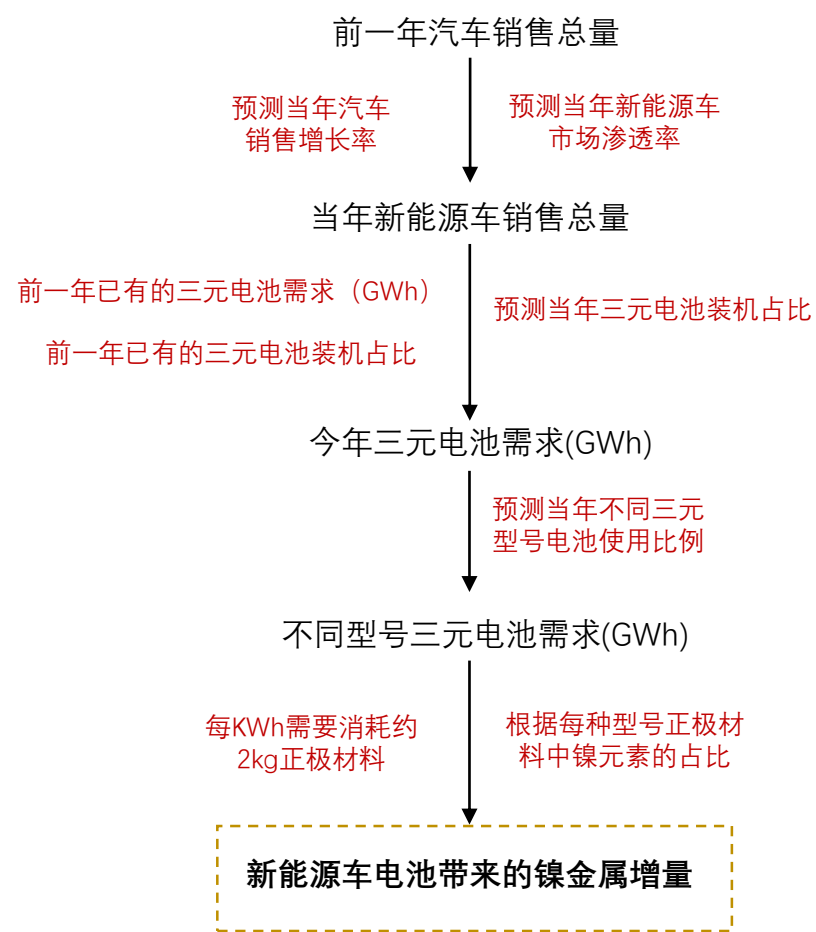 前一年汽车销售总量
预测当年汽车
销售增长率
预测当年新能源车
市场渗透率
当年新能源车销售总量
前一年已有的三元电池需求（GWh）
前一年已有的三元电池装机占比
预测当年三元电池装机占比
今年三元电池需求(GWh)
预测当年不同三元
型号电池使用比例
不同型号三元电池需求(GWh)
每KWh需要消耗约
2kg正极材料
根据每种型号正极材
料中镍元素的占比
新能源车电池带来的镍金属增量